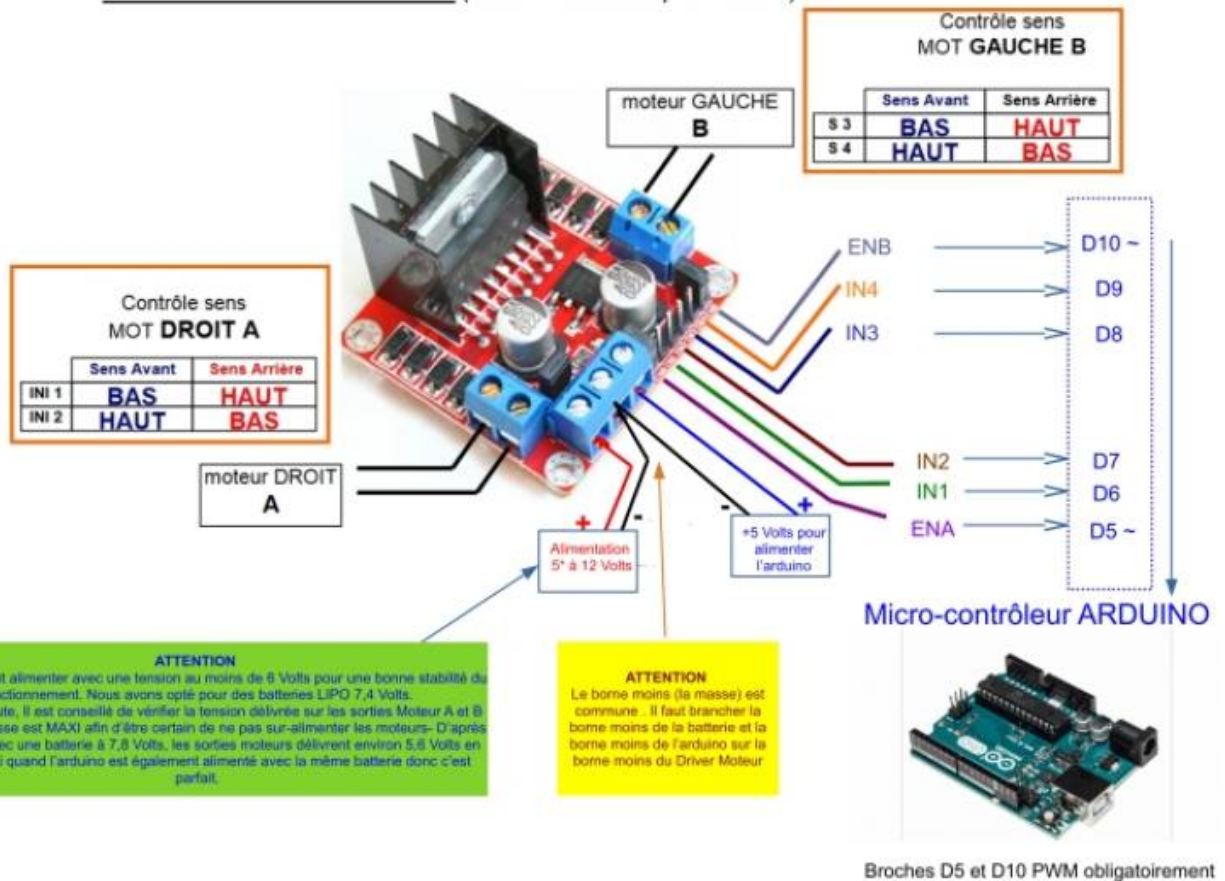 Contrôle sens
MOT GAUCHE B
Sens Avant Sens Arrière
S 3 BAS HAUT
S 4 HAUT BAS
moteur GAUCHE
B
ENB D10 ~
IN4 D9
IN3 D8
Contrôle sens
MOT DROIT A
Sens Avant Sens Arrière
INI 1 BAS HAUT
INI 2 HAUT BAS
moteur DROIT
A
IN2 D7
IN1 D6
ENA D5 ~
+ -
Alimentation
5* à 12 Volts
- +
+5 Volts pour
alimenter
l'arduino
Micro-contrôleur ARDUINO
ATTENTION
t alimenter avec une tension au moins de 6 Volts pour une bonne stabilité du
ctionnement. Nous avons opté pour des batteries LIPO 7,4 Volts.
ute, Il est conseillé de vérifier la tension délivrée sur les sorties Moteur A et B
sse est MAXI afin d'être certain de ne pas sur-alimenter les moteurs- D'après
ec une batterie à 7,8 Volts, les sorties moteurs délivrent environ 5,6 Volts en
i quand l'arduino est également alimenté avec la même batterie donc c'est
parfait.
ATTENTION
Le borne moins (la masse) est
commune . Il faut brancher la
borne moins de la batterie et la
borne moins de l'arduino sur la
borne moins du Driver Moteur
Broches D5 et D10 PWM obligatoirement